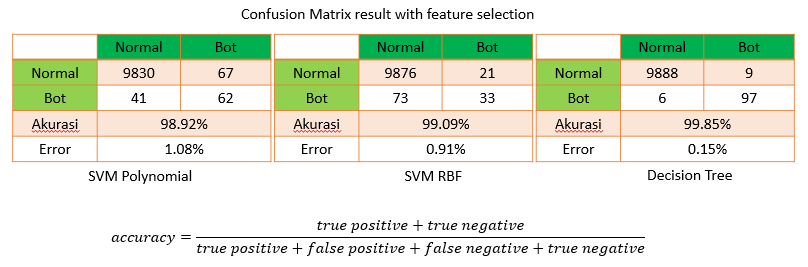 Confusion Matrix result with feature selection
Normal Bot Normal Bot Normal Bot
Normal 9830 67 Normal 9876 21 Normal 9888 9
Bot 41 62 Bot 73 33 Bot 6 97
Akurasi 98.92% Akurasi 99.09% Akurasi 99.85%
Error 1.08% Error 0.91% Error 0.15%
SVM Polynomial SVM RBF Decision Tree
true positive + true negative
accuracy =
true positive + false positive + false negative + true negative